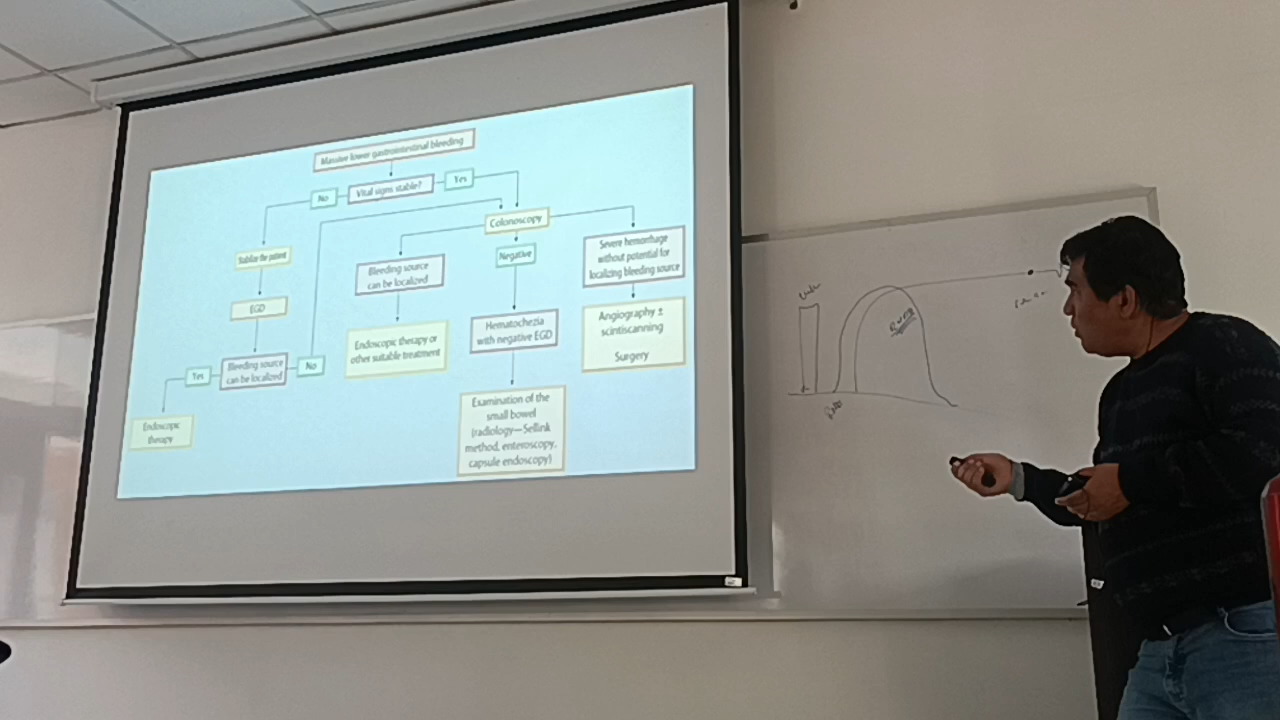 Massive lower gastrointestinal bleeding
No
Vital signs stable?
Yes
Colonoscopy
Stabilize the patient
Bleeding source
can be localized
Negative
Severe hemorrhage
without potential for
localizing bleeding source
EGD
Endoscopic therapy or
other suitable treatment
Hematochezia
with negative EGD
Angiography ±
scintiscanning
Surgery
Yes
Bleeding source
can be localized
No
Endoscopic
therapy
Examination of the
small bowel
(radiology—Sellink
method, enteroscopy,
capsule endoscopy)